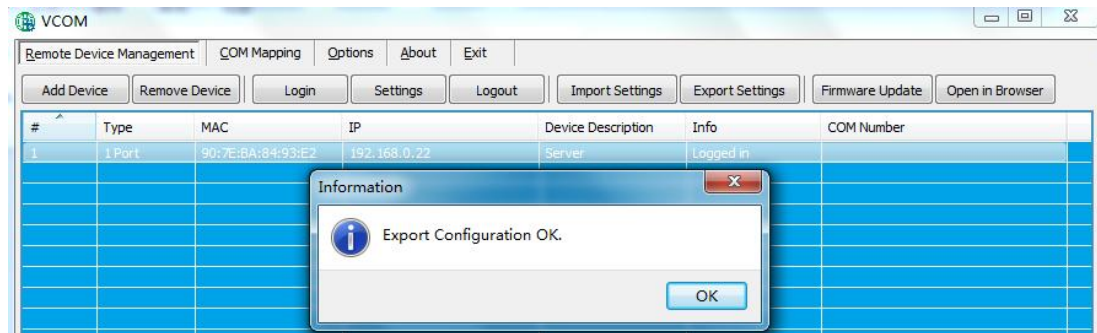 VCOM
Remote Device Management COM Mapping Options About Exit
Add Device Remove Device Login Settings Logout Import Settings Export Settings Firmware Update Open in Browser
# Type MAC IP Device Description Info COM Number
1 1 Port 90:7E:BA:84:93:E2 192.168.0.22 Server Logged in
Information
Export Configuration OK.
OK